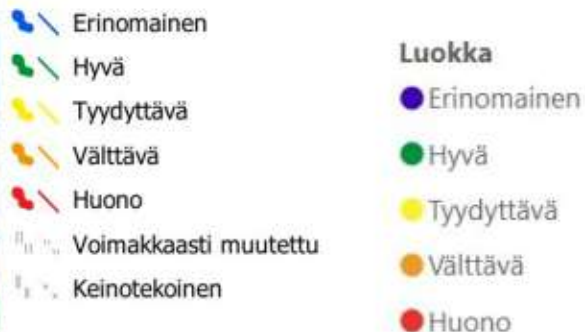 Erinomainen
Hyvä
Tyydyttävä
Välttävä
Huono
Voimakkaasti muutettu
Keinotekoinen
Luokka
Erinomainen
Hyvä
Tyydyttävä
Välttävä
Huono